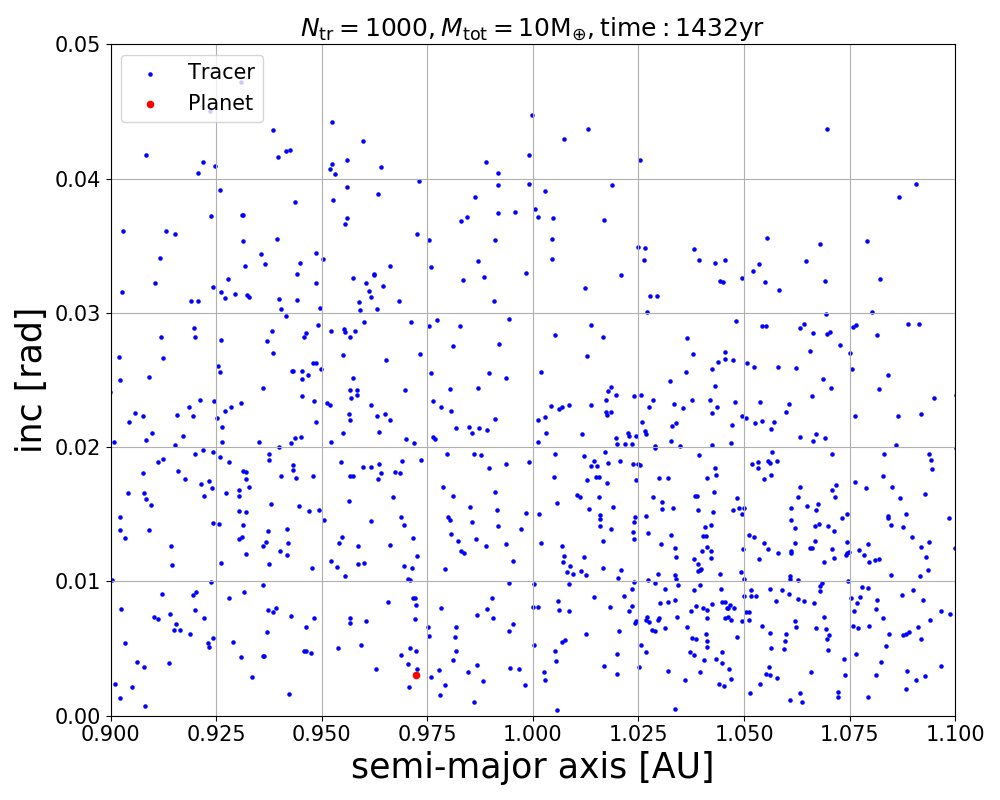 N_tr = 1000, M_tot = 10M_⊕, time : 1432yr
Tracer
Planet
inc [rad]
0.05
0.04
0.03
0.02
0.01
0.00
0.900 0.925 0.950 0.975 1.000 1.025 1.050 1.075 1.100
semi-major axis [AU]